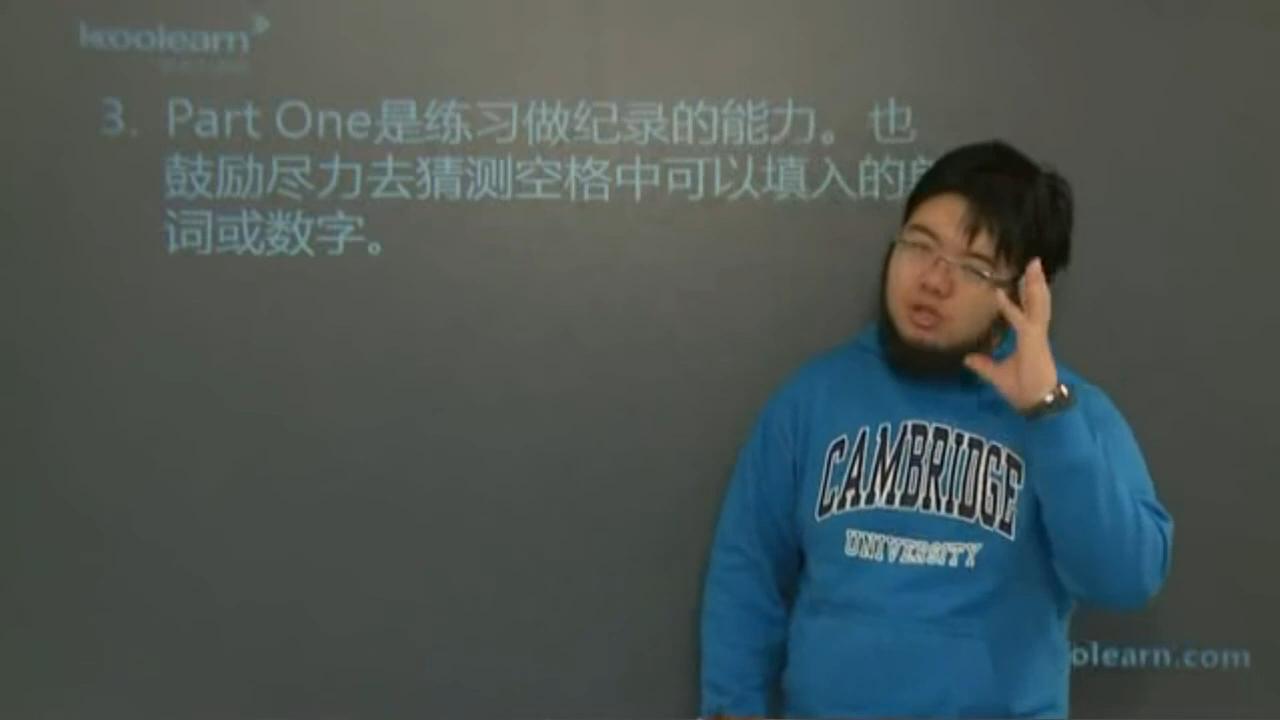 koolearn
3. Part One是练习做纪录的能力。也
鼓励尽力去猜测空格中可以填入的
词或数字。
CAMBRIDGE
UNIVERSITY
olearn.com